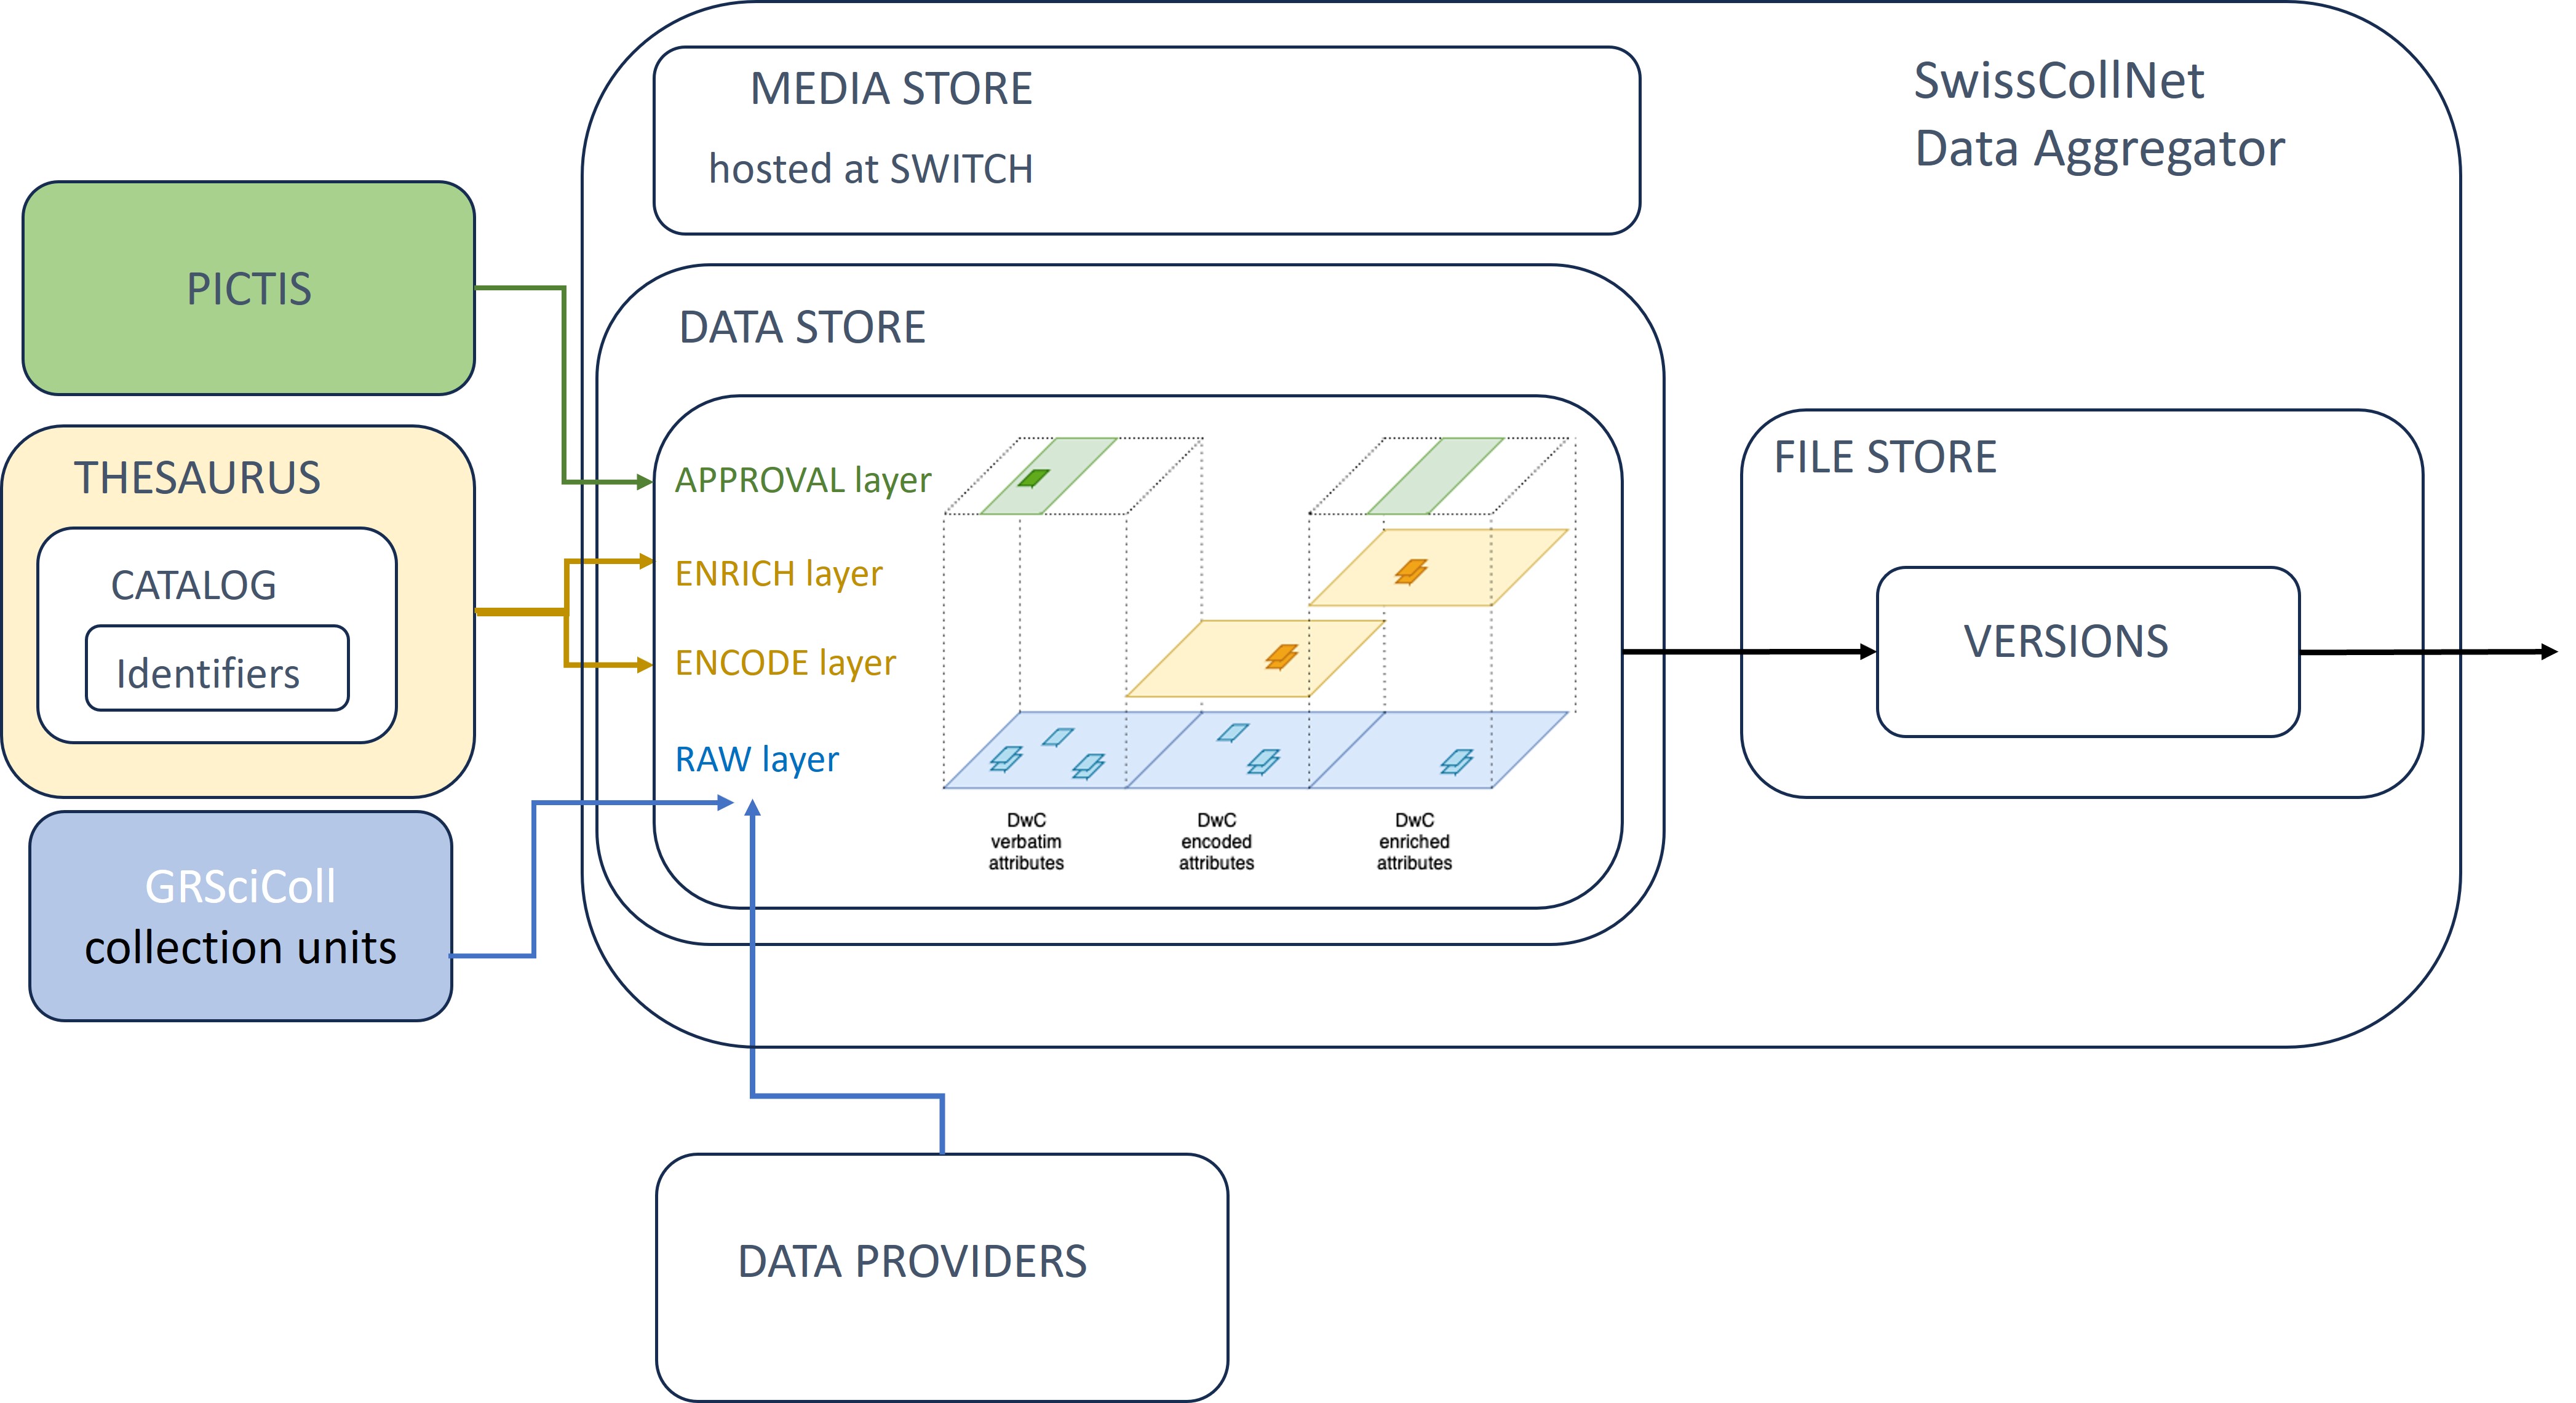 SwissCollNet
Data Aggregator
MEDIA STORE
hosted at SWITCH
PICTIS
DATA STORE
THESAURUS
CATALOG
Identifiers
APPROVAL layer
ENRICH layer
ENCODE layer
RAW layer
DwC
verbatim
attributes
DwC
encoded
attributes
DwC
enriched
attributes
FILE STORE
VERSIONS
GRSciColl
collection units
DATA PROVIDERS